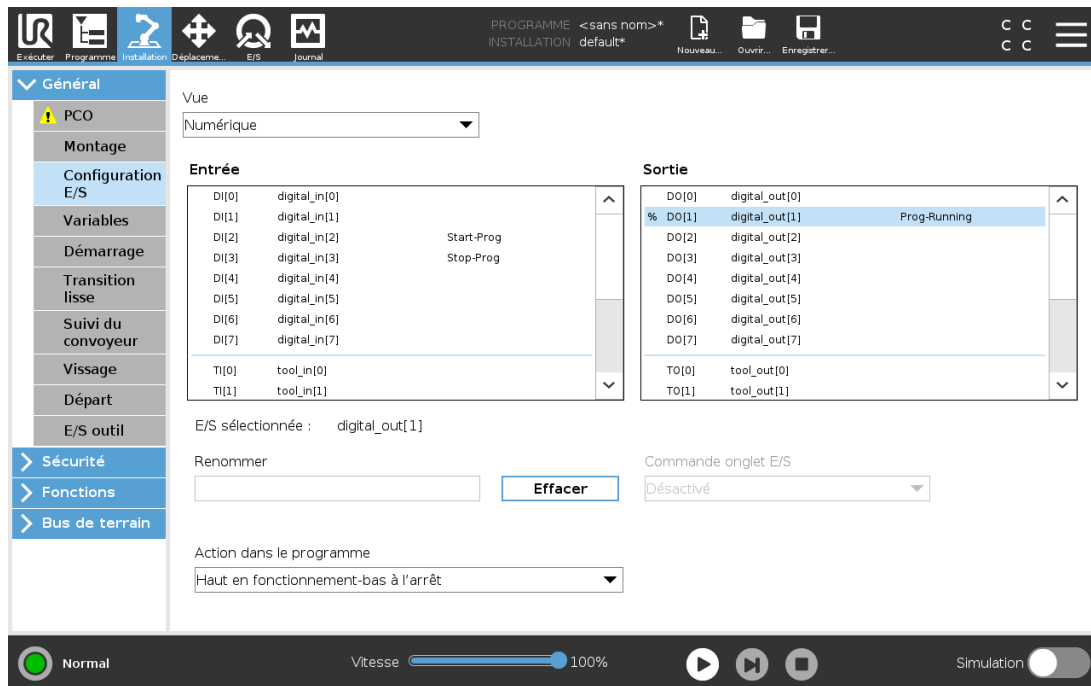 PROGRAMME <sans nom>*
INSTALLATION default*
C C
C C
UR
Exécuter Programme Installation Déplaceme... E/S Journal Nouveau... Ouvrir... Enregistrer...
Général
PCO
Montage
Configuration
E/S
Variables
Démarrage
Transition
lisse
Suivi du
convoyeur
Vissage
Départ
E/S outil
Sécurité
Fonctions
Bus de terrain
Vue
Numérique
Entrée
DI[0] digital_in[0]
DI[1] digital_in[1]
DI[2] digital_in[2] Start-Prog
DI[3] digital_in[3] Stop-Prog
DI[4] digital_in[4]
DI[5] digital_in[5]
DI[6] digital_in[6]
DI[7] digital_in[7]
TI[0] tool_in[0]
TI[1] tool_in[1]
Sortie
DO[0] digital_out[0]
% DO[1] digital_out[1] Prog-Running
DO[2] digital_out[2]
DO[3] digital_out[3]
DO[4] digital_out[4]
DO[5] digital_out[5]
DO[6] digital_out[6]
DO[7] digital_out[7]
TO[0] tool_out[0]
TO[1] tool_out[1]
E/S sélectionnée : digital_out[1]
Renommer
Effacer
Commande onglet E/S
Désactivé
Action dans le programme
Haut en fonctionnement-bas à l'arrêt
Normal
Vitesse 100%
Simulation